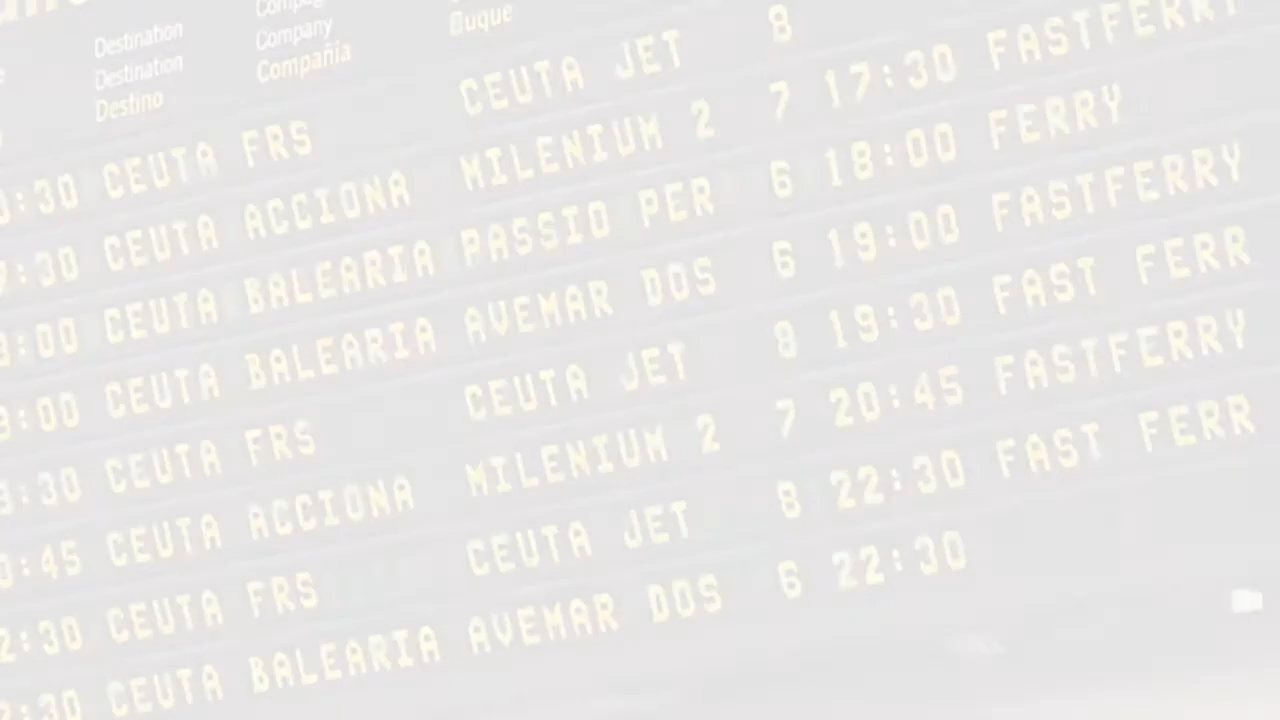 Destination Company Buque
Destination Compañia
Destino
:30 CEUTA FRS CEUTA JET 8
:30 CEUTA ACCIONA MILENIUM 2 7 17:30 FASTFERRY
:00 CEUTA BALEARIA PASSIO PER 6 18:00 FERRY
:00 CEUTA BALEARIA AVEMAR DOS 6 19:00 FASTFERRY
:30 CEUTA FRS CEUTA JET 8 19:30 FAST FERR
:45 CEUTA ACCIONA MILENIUM 2 7 20:45 FASTFERRY
2:30 CEUTA FRS CEUTA JET 8 22:30 FAST FERR
:30 CEUTA BALEARIA AVEMAR DOS 6 22:30